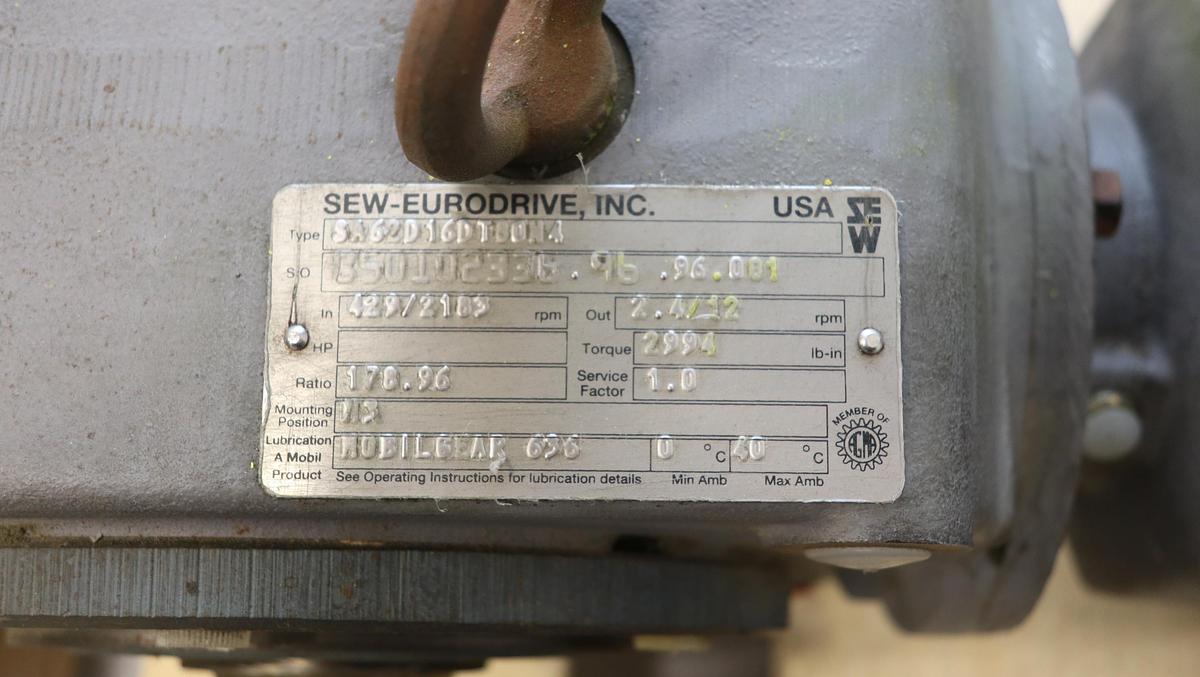 SEW-EURODRIVE, INC. USA SEW
Type SA62D16DT80N4
S.O .96 .96.001
In 429/2103 rpm Out 2.4/12 rpm
HP Torque 2994 lb-in
Ratio 178.96 Service Factor 1.0
Mounting Position
Lubrication MOBILGEAR 636 0 °C 40 °C
A Mobil
Product See Operating Instructions for lubrication details Min Amb Max Amb
MEMBER OF
AGMA